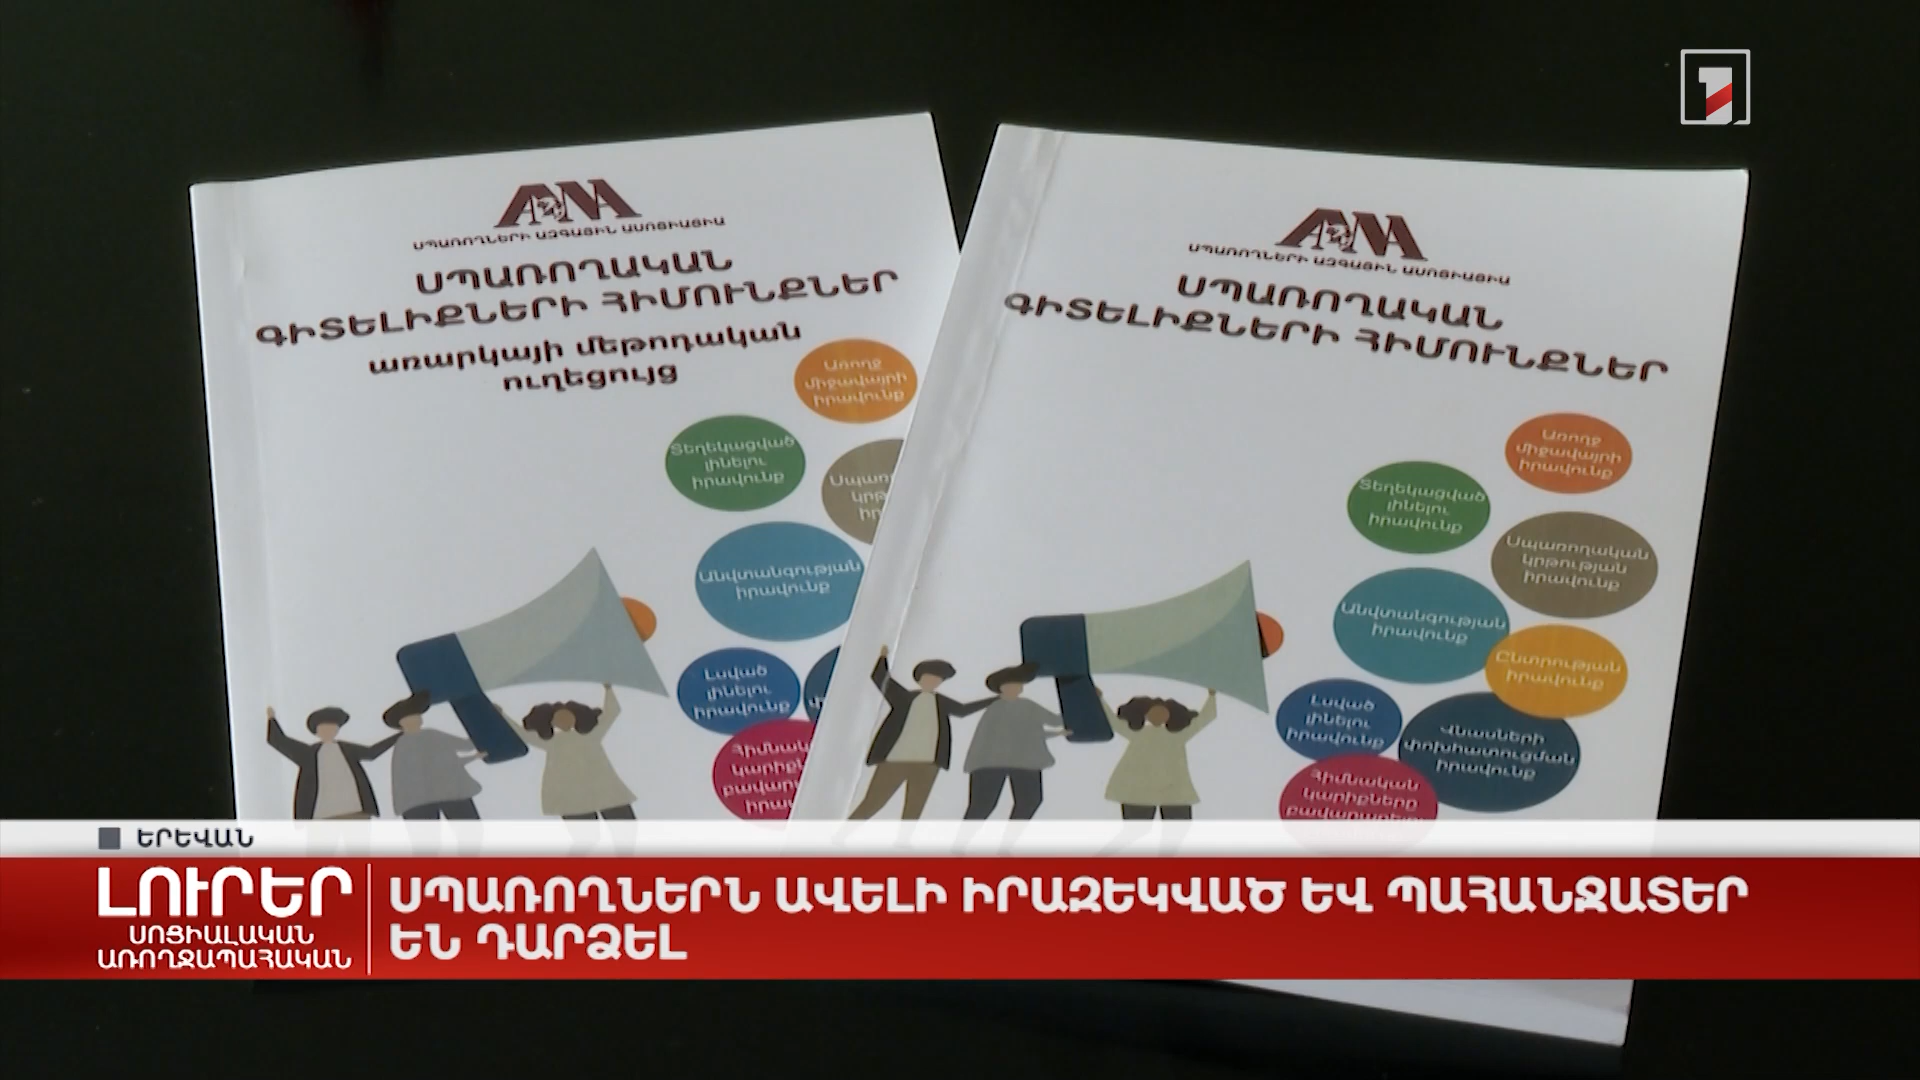 ՍՊԱՌՈՂՆԵՐԻ ԱԶԳԱՅԻՆ ԱՍՈՑԻԱՑԻԱ
ՍՊԱՌՈՂԱԿԱՆ
ԳԻՏԵԼԻՔՆԵՐԻ ՀԻՄՈՒՆՔՆԵՐ
առարկայի մեթոդական
ուղեցույց
Առողջ
միջավայրի
իրավունք
Տեղեկացված
լինելու
իրավունք
Անվտանգության
իրավունք
Լսված
լինելու
իրավունք
ՍՊԱՌՈՂՆԵՐԻ ԱԶԳԱՅԻՆ ԱՍՈՑԻԱՑԻԱ
ՍՊԱՌՈՂԱԿԱՆ
ԳԻՏԵԼԻՔՆԵՐԻ ՀԻՄՈՒՆՔՆԵՐ
Առողջ
միջավայրի
իրավունք
Տեղեկացված
լինելու
իրավունք
Սպառողական
կրթության
իրավունք
Անվտանգության
իրավունք
Ընտրության
իրավունք
Լսված
լինելու
իրավունք
Վնասների
փոխհատուցման
իրավունք
Հիմնական
կարիքները
ԵՐԵՎԱՆ
ԼՈՒՐԵՐ
ՍՈՑԻԱԼԱԿԱՆ
ԱՌՈՂՋԱՊԱՀԱԿԱՆ
ՍՊԱՌՈՂՆԵՐՆ ԱՎԵԼԻ ԻՐԱԶԵԿՎԱԾ ԵՎ ՊԱՀԱՆՋԱՏԵՐ
ԵՆ ԴԱՐՁԵԼ